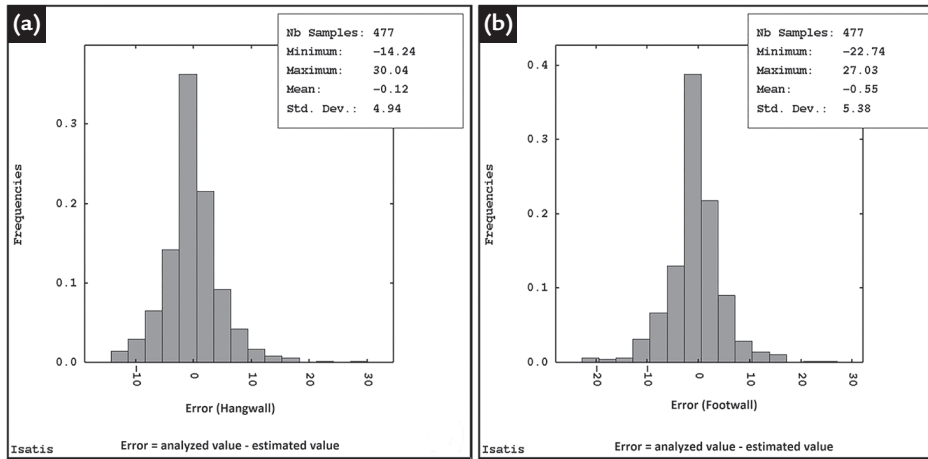 (a)
Nb Samples: 477
Minimum: -14.24
Maximum: 30.04
Mean: -0.12
Std. Dev.: 4.94
Frequencies
0.3
0.2
0.1
0.0
-10
0
10
20
30
Error (Hangwall)
Isatis
Error = analyzed value - estimated value
(b)
Nb Samples: 477
Minimum: -22.74
Maximum: 27.03
Mean: -0.55
Std. Dev.: 5.38
Frequencies
0.4
0.3
0.2
0.1
0.0
-20
-10
0
10
20
30
Error (Footwall)
Isatis
Error = analyzed value - estimated value